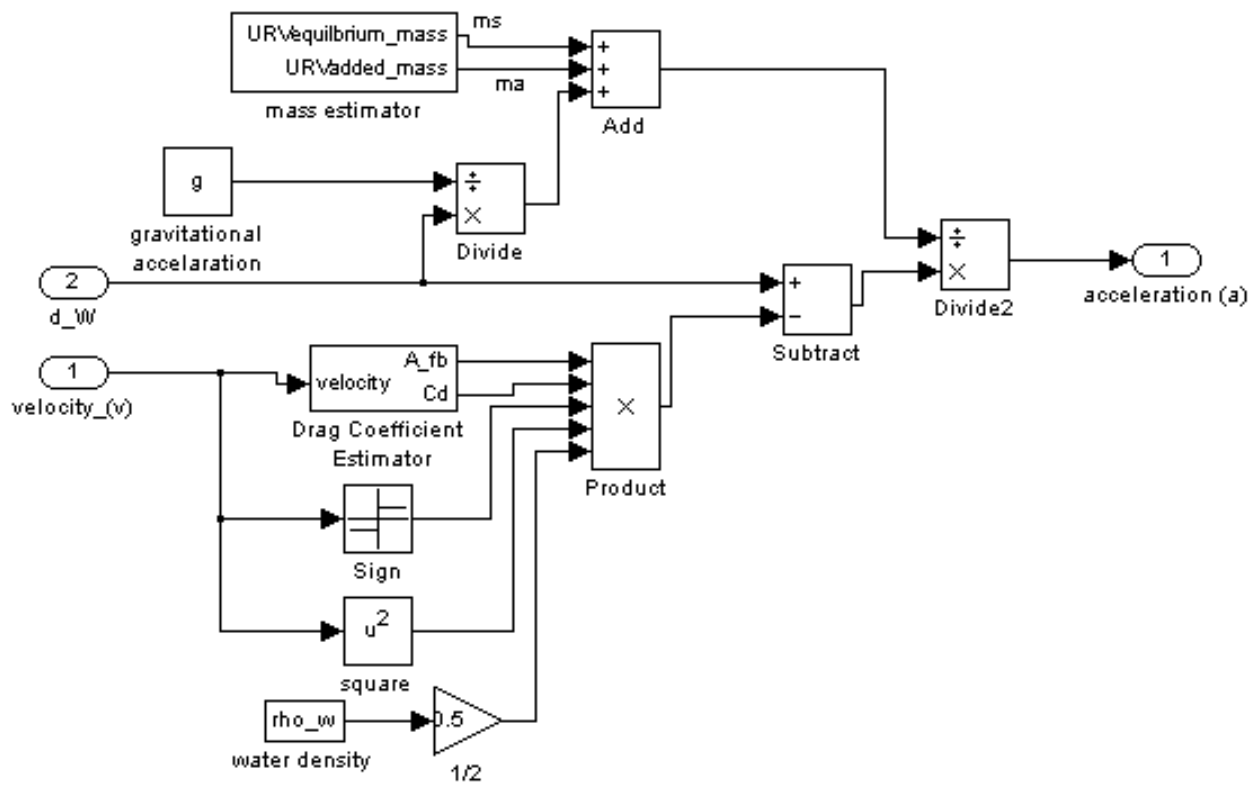 ms
URV/equilbrium_mass
URV/added_mass
ma
mass estimator
+
+
+
Add
g
gravitational
accelaration
÷
×
Divide
2
d_W
+
−
Subtract
÷
×
Divide2
1
acceleration (a)
1
velocity_(v)
velocity
A_fb
Cd
Drag Coefficient
Estimator
×
Product
Sign
u2
square
rho_w
water density
0.5
1/2